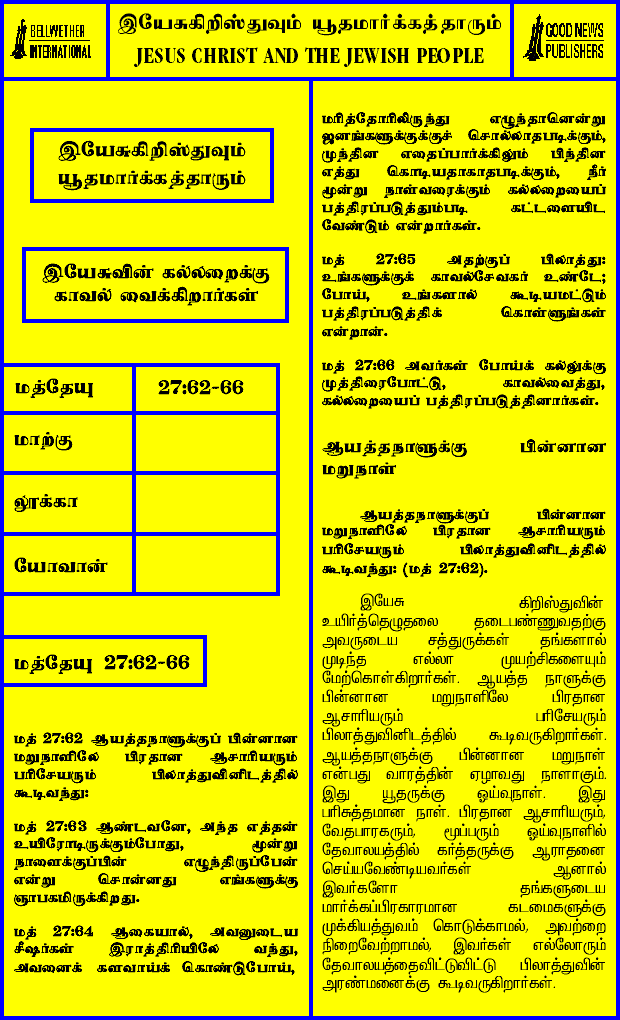 BELLWETHER
INTERNATIONAL
இயேசுகிறிஸ்துவும் யூதமார்க்கத்தாரும்
JESUS CHRIST AND THE JEWISH PEOPLE
GOOD NEWS
PUBLISHERS
இயேசுகிறிஸ்துவும்
யூதமார்க்கத்தாரும்
இயேசுவின் கல்லறைக்கு
காவல் வைக்கிறார்கள்
மத்தேயு 27:62-66
மாற்கு
லூக்கா
யோவான்
மத்தேயு 27:62-66
மத் 27:62 ஆயத்தநாளுக்குப் பின்னான
மறுநாளிலே பிரதான ஆசாரியரும்
பரிசேயரும் பிலாத்துவினிடத்தில்
கூடிவந்து:
மத் 27:63 ஆண்டவனே, அந்த எத்தன்
உயிரோடிருக்கும்போது, மூன்று
நாளைக்குப்பின் எழுந்திருப்பேன்
என்று சொன்னது எங்களுக்கு
ஞாபகமிருக்கிறது.
மத் 27:64 ஆகையால், அவனுடைய
சீஷர்கள் இராத்திரியிலே வந்து,
அவனைக் களவாய்க் கொண்டுபோய்,
மரித்தோரிலிருந்து எழுந்தானென்று
ஜனங்களுக்குக்குச் சொல்லாதபடிக்கும்,
முந்தின எதைப்பார்க்கிலும் பிந்தின
எத்து கொடியதாகாதபடிக்கும், நீர்
மூன்று நாள்வரைக்கும் கல்லறையைப்
பத்திரப்படுத்தும்படி கட்டளையிட
வேண்டும் என்றார்கள்.
மத் 27:65 அதற்குப் பிலாத்து:
உங்களுக்குக் காவல்சேவகர் உண்டே;
போய், உங்களால் கூடியமட்டும்
பத்திரப்படுத்திக் கொள்ளுங்கள்
என்றான்.
மத் 27:66 அவர்கள் போய்க் கல்லுக்கு
முத்திரைபோட்டு, காவல்வைத்து,
கல்லறையைப் பத்திரப்படுத்தினார்கள்.
ஆயத்தநாளுக்கு பின்னான
மறுநாள்
ஆயத்தநாளுக்குப் பின்னான
மறுநாளிலே பிரதான ஆசாரியரும்
பரிசேயரும் பிலாத்துவினிடத்தில்
கூடிவந்து: (மத் 27:62).
இயேசு கிறிஸ்துவின்
உயிர்த்தெழுதலை தடைபண்ணுவதற்கு
அவருடைய சத்துருக்கள் தங்களால்
முடிந்த எல்லா முயற்சிகளையும்
மேற்கொள்கிறார்கள். ஆயத்த நாளுக்கு
பின்னான மறுநாளிலே பிரதான
ஆசாரியரும் பரிசேயரும்
பிலாத்துவினிடத்தில் கூடிவருகிறார்கள்.
ஆயத்தநாளுக்கு பின்னான மறுநாள்
என்பது வாரத்தின் ஏழாவது நாளாகும்.
இது யூதருக்கு ஓய்வுநாள். இது
பரிசுத்தமான நாள். பிரதான ஆசாரியரும்,
வேதபாரகரும், மூப்பரும் ஓய்வுநாளில்
தேவாலயத்தில் கர்த்தருக்கு ஆராதனை
செய்யவேண்டியவர்கள் ஆனால்
இவர்களோ தங்களுடைய
மார்க்கப்பிரகாரமான கடமைகளுக்கு
முக்கியத்துவம் கொடுக்காமல், அவற்றை
நிறைவேற்றாமல், இவர்கள் எல்லோரும்
தேவாலயத்தைவிட்டுவிட்டு பிலாத்துவின்
அரண்மனைக்கு கூடிவருகிறார்கள்.